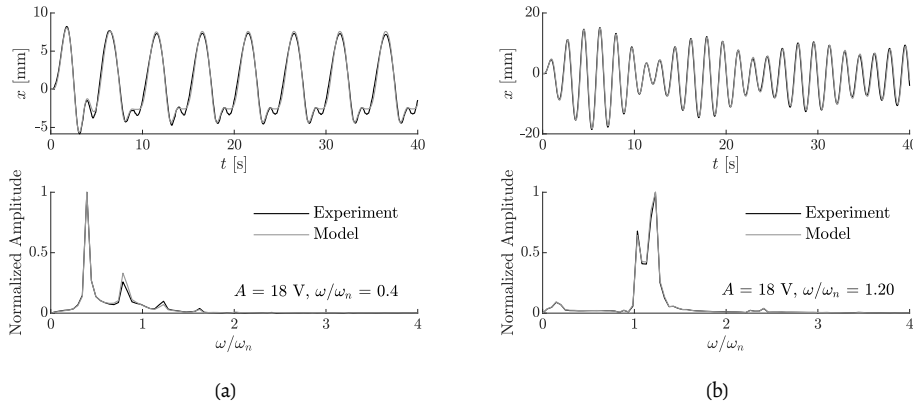 10
5
0
-5
x [mm]
0 10 20 30 40
t [s]
20
0
-20
x [mm]
0 10 20 30 40
t [s]
1
0.5
0
Normalized Amplitude
Experiment
Model
A = 18 V, ω/ωn = 0.4
0 1 2 3 4
ω/ωn
(a)
1
0.5
0
Normalized Amplitude
Experiment
Model
A = 18 V, ω/ωn = 1.20
0 1 2 3 4
ω/ωn
(b)